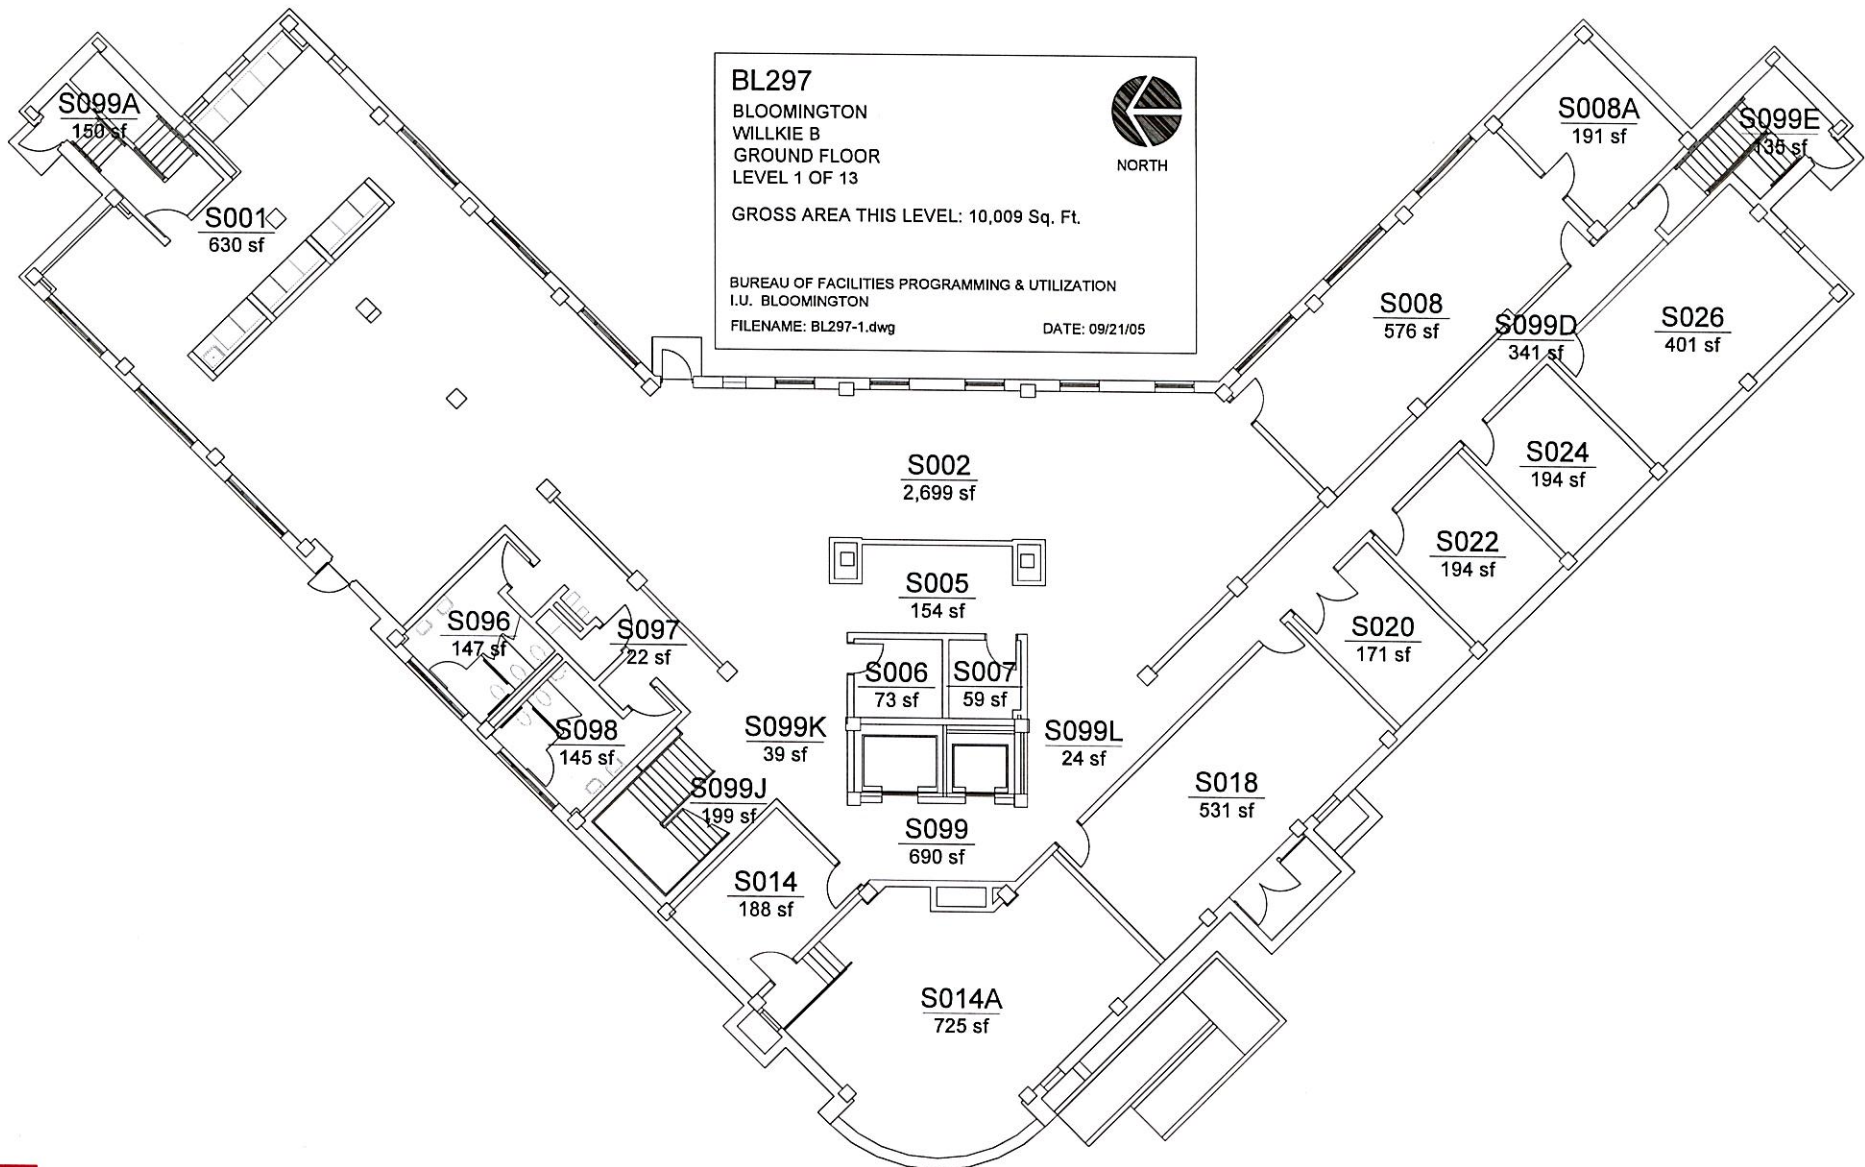 BL297
BLOOMINGTON
WILLKIE B
GROUND FLOOR
LEVEL 1 OF 13
NORTH
GROSS AREA THIS LEVEL: 10,009 Sq. Ft.
BUREAU OF FACILITIES PROGRAMMING & UTILIZATION
I.U. BLOOMINGTON
FILENAME: BL297-1.dwg
DATE: 09/21/05
S099A
150 sf
S001
630 sf
S008A
191 sf
S099E
135 sf
S008
576 sf
S099D
341 sf
S026
401 sf
S002
2,699 sf
S024
194 sf
S022
194 sf
S005
154 sf
S096
147 sf
S097
22 sf
S020
171 sf
S006
73 sf
S007
59 sf
S098
145 sf
S099K
39 sf
S099L
24 sf
S099J
199 sf
S018
531 sf
S099
690 sf
S014
188 sf
S014A
725 sf